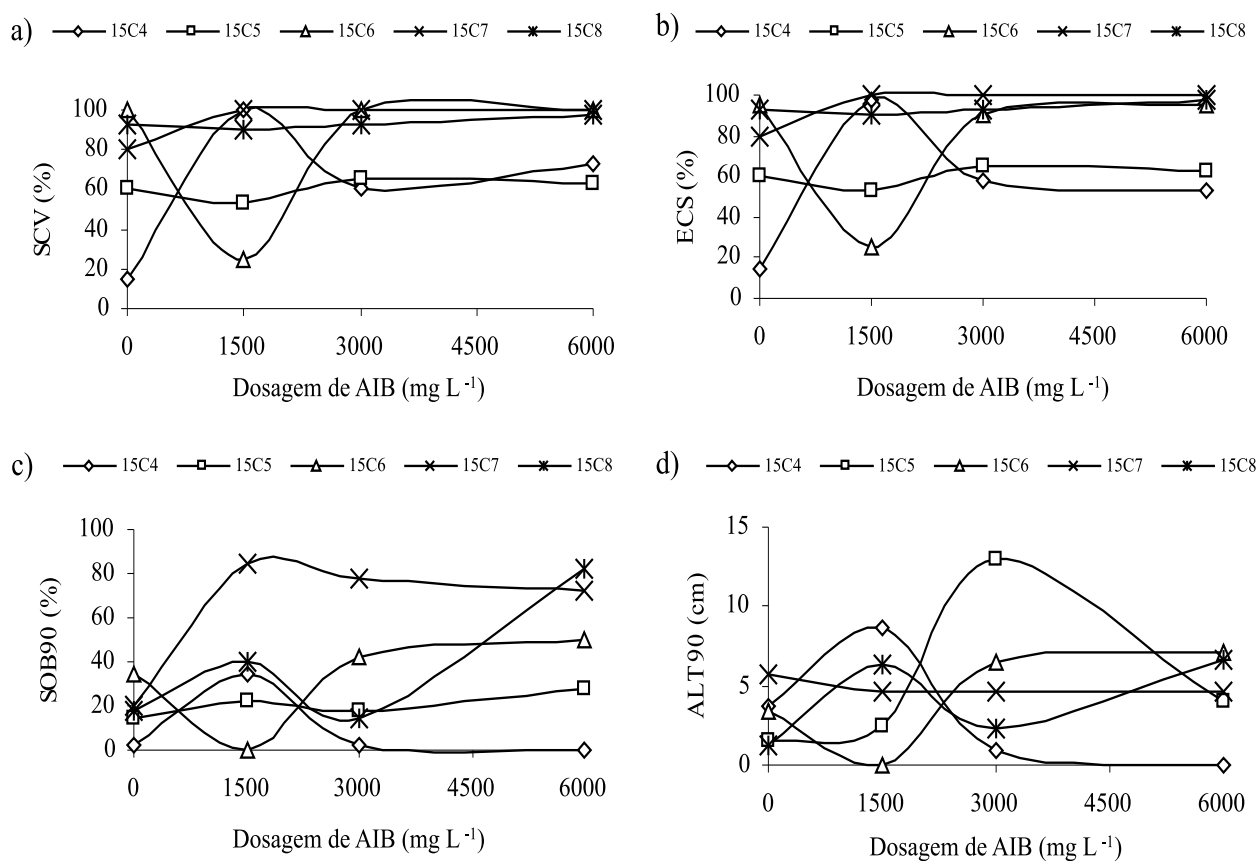 a) 15C4 15C5 15C6 15C7 15C8
SCV (%)
100
80
60
40
20
0
0 1500 3000 4500 6000
Dosagem de AIB (mg L -1)
b) 15C4 15C5 15C6 15C7 15C8
ECS (%)
100
80
60
40
20
0
0 1500 3000 4500 6000
Dosagem de AIB (mg L -1)
c) 15C4 15C5 15C6 15C7 15C8
SOB90 (%)
100
80
60
40
20
0
0 1500 3000 4500 6000
Dosagem de AIB (mg L -1)
d) 15C4 15C5 15C6 15C7 15C8
ALT 90 (cm)
15
10
5
0
0 1500 3000 4500 6000
Dosagem de AIB (mg L -1)